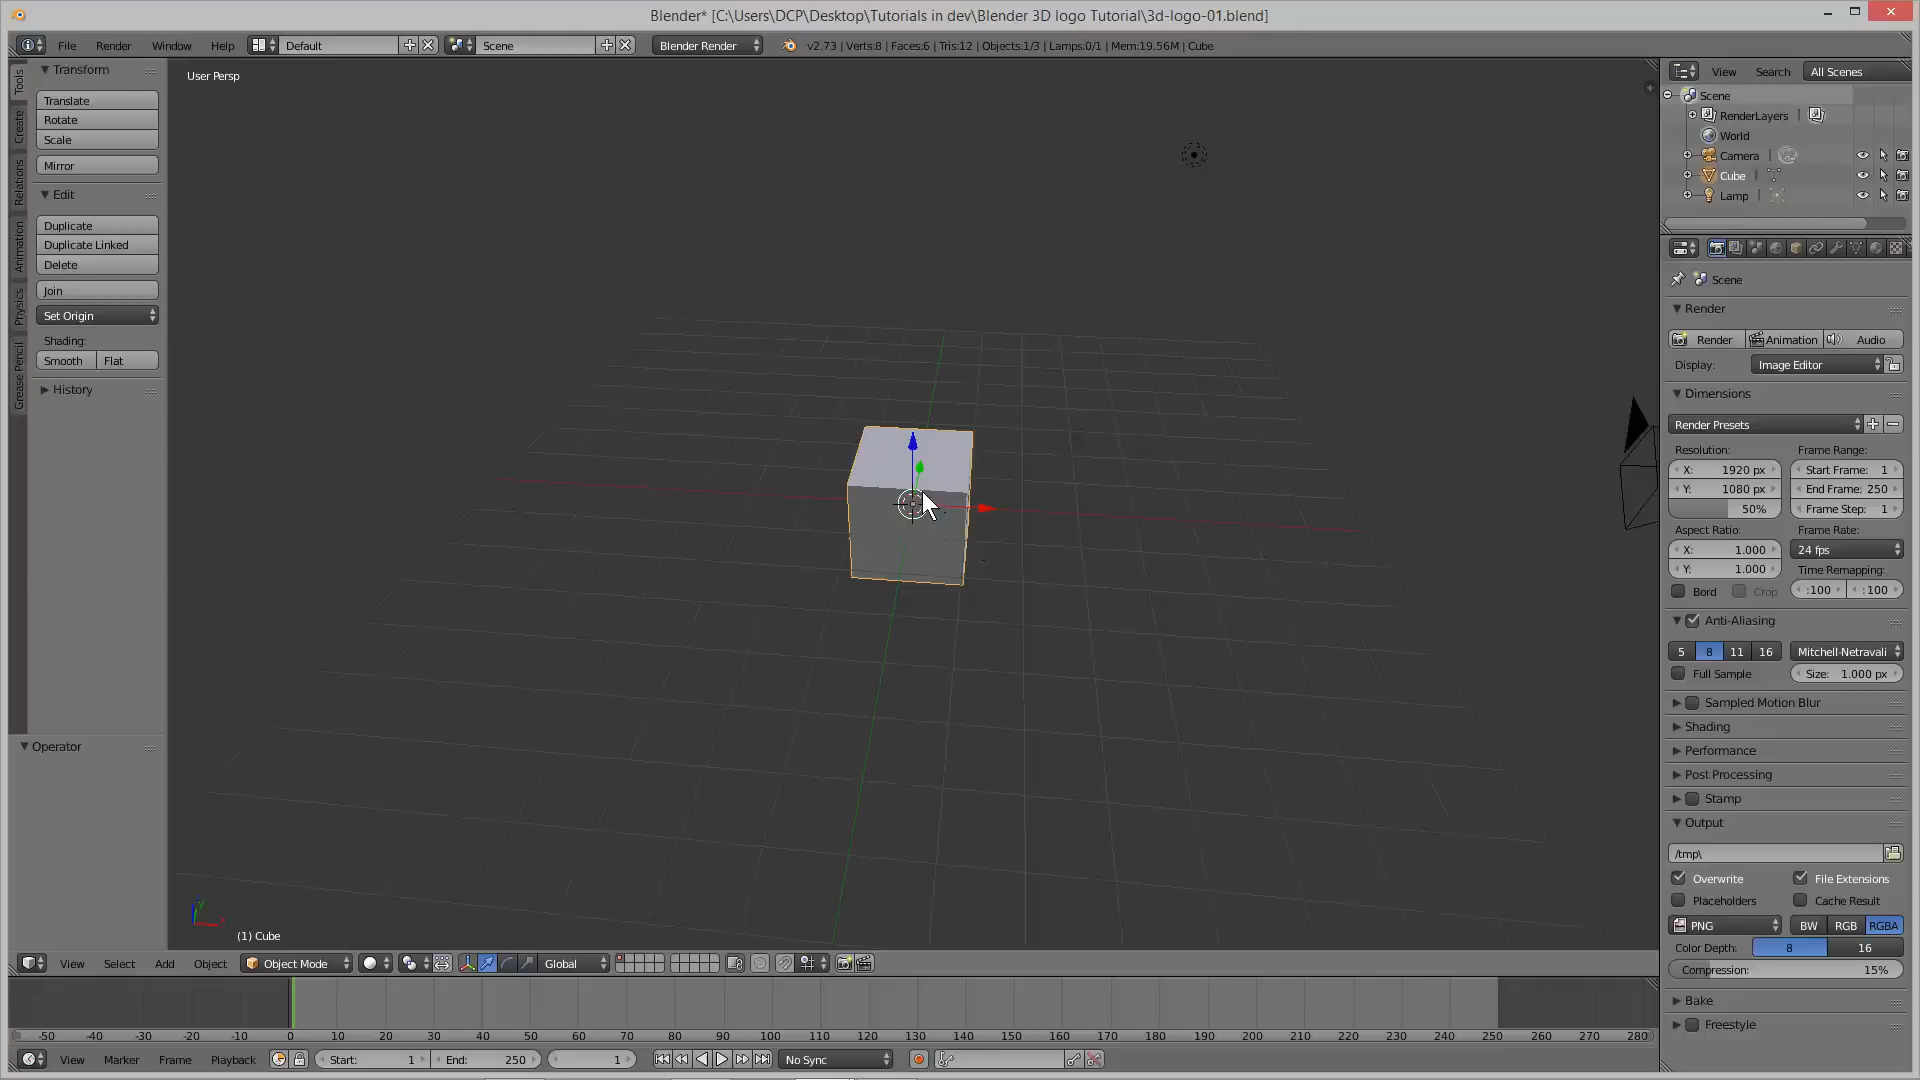 Blender* [C:\Users\DCP\Desktop\Tutorials in dev\Blender 3D logo Tutorial\3d-logo-01.blend]
File Render Window Help Default Scene Blender Render v2.73 | Verts:8 | Faces:6 | Tris:12 | Objects:1/3 | Lamps:0/1 | Mem:19.56M | Cube
Tools
Create
Relations
Animation
Physics
Grease Pencil
Transform
Translate
Rotate
Scale
Mirror
Edit
Duplicate
Duplicate Linked
Delete
Join
Set Origin
Shading:
Smooth Flat
History
Operator
User Persp
(1) Cube
View Search All Scenes
Scene
RenderLayers
World
Camera
Cube
Lamp
Scene
Render
Render Animation Audio
Display: Image Editor
Dimensions
Render Presets
Resolution: Frame Range:
X: 1920 px Start Frame: 1
Y: 1080 px End Frame: 250
50% Frame Step: 1
Aspect Ratio: Frame Rate:
X: 1.000 24 fps
Y: 1.000 Time Remapping:
Bord Crop :100 :100
Anti-Aliasing
5 8 11 16 Mitchell-Netravali
Full Sample Size: 1.000 px
Sampled Motion Blur
Shading
Performance
Post Processing
Stamp
Output
/tmp\
Overwrite File Extensions
Placeholders Cache Result
PNG BW RGB RGBA
Color Depth: 8 16
Compression: 15%
Bake
Freestyle
View Select Add Object Object Mode Global
-50 -40 -30 -20 -10 0 10 20 30 40 50 60 70 80 90 100 110 120 130 140 150 160 170 180 190 200 210 220 230 240 250 260 270 280
View Marker Frame Playback Start: 1 End: 250 1 No Sync